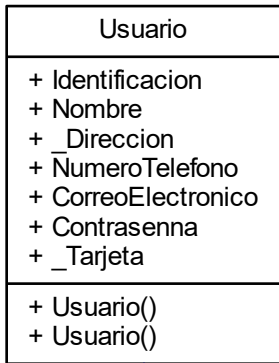 Usuario
+ Identificacion
+ Nombre
+ _Direccion
+ NumeroTelefono
+ CorreoElectronico
+ Contrasenna
+ _Tarjeta
+ Usuario()
+ Usuario()